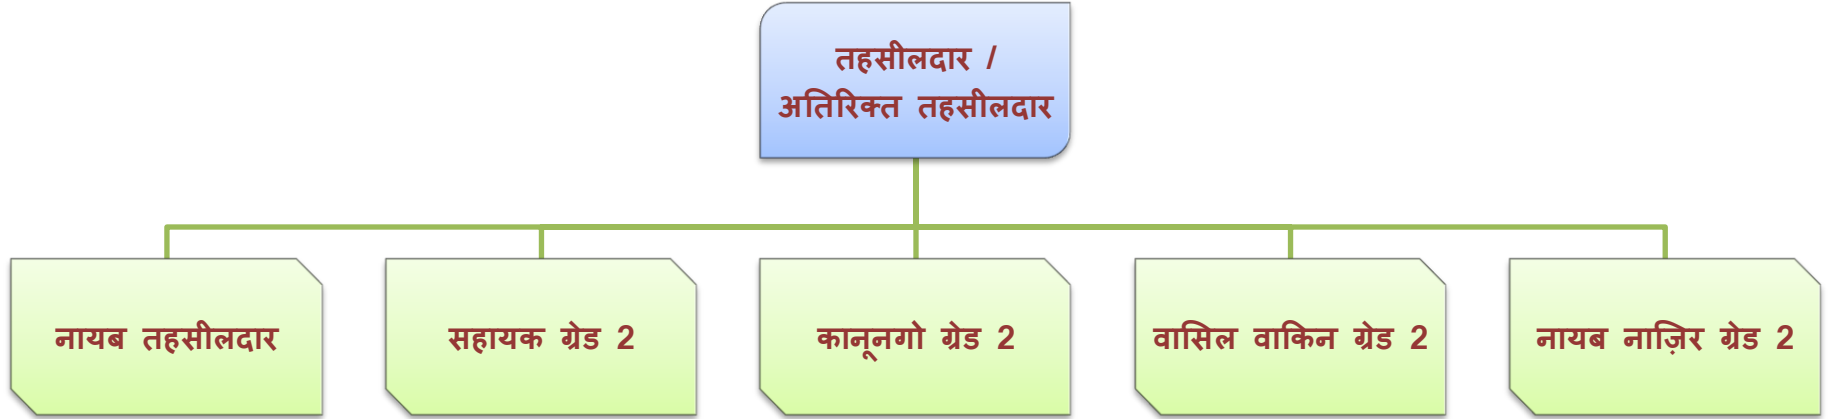 तहसीलदार /
अतिरिक्त तहसीलदार
नायब तहसीलदार
सहायक ग्रेड 2
कानूनगो ग्रेड 2
वासिल वाकिन ग्रेड 2
नायब नाज़िर ग्रेड 2